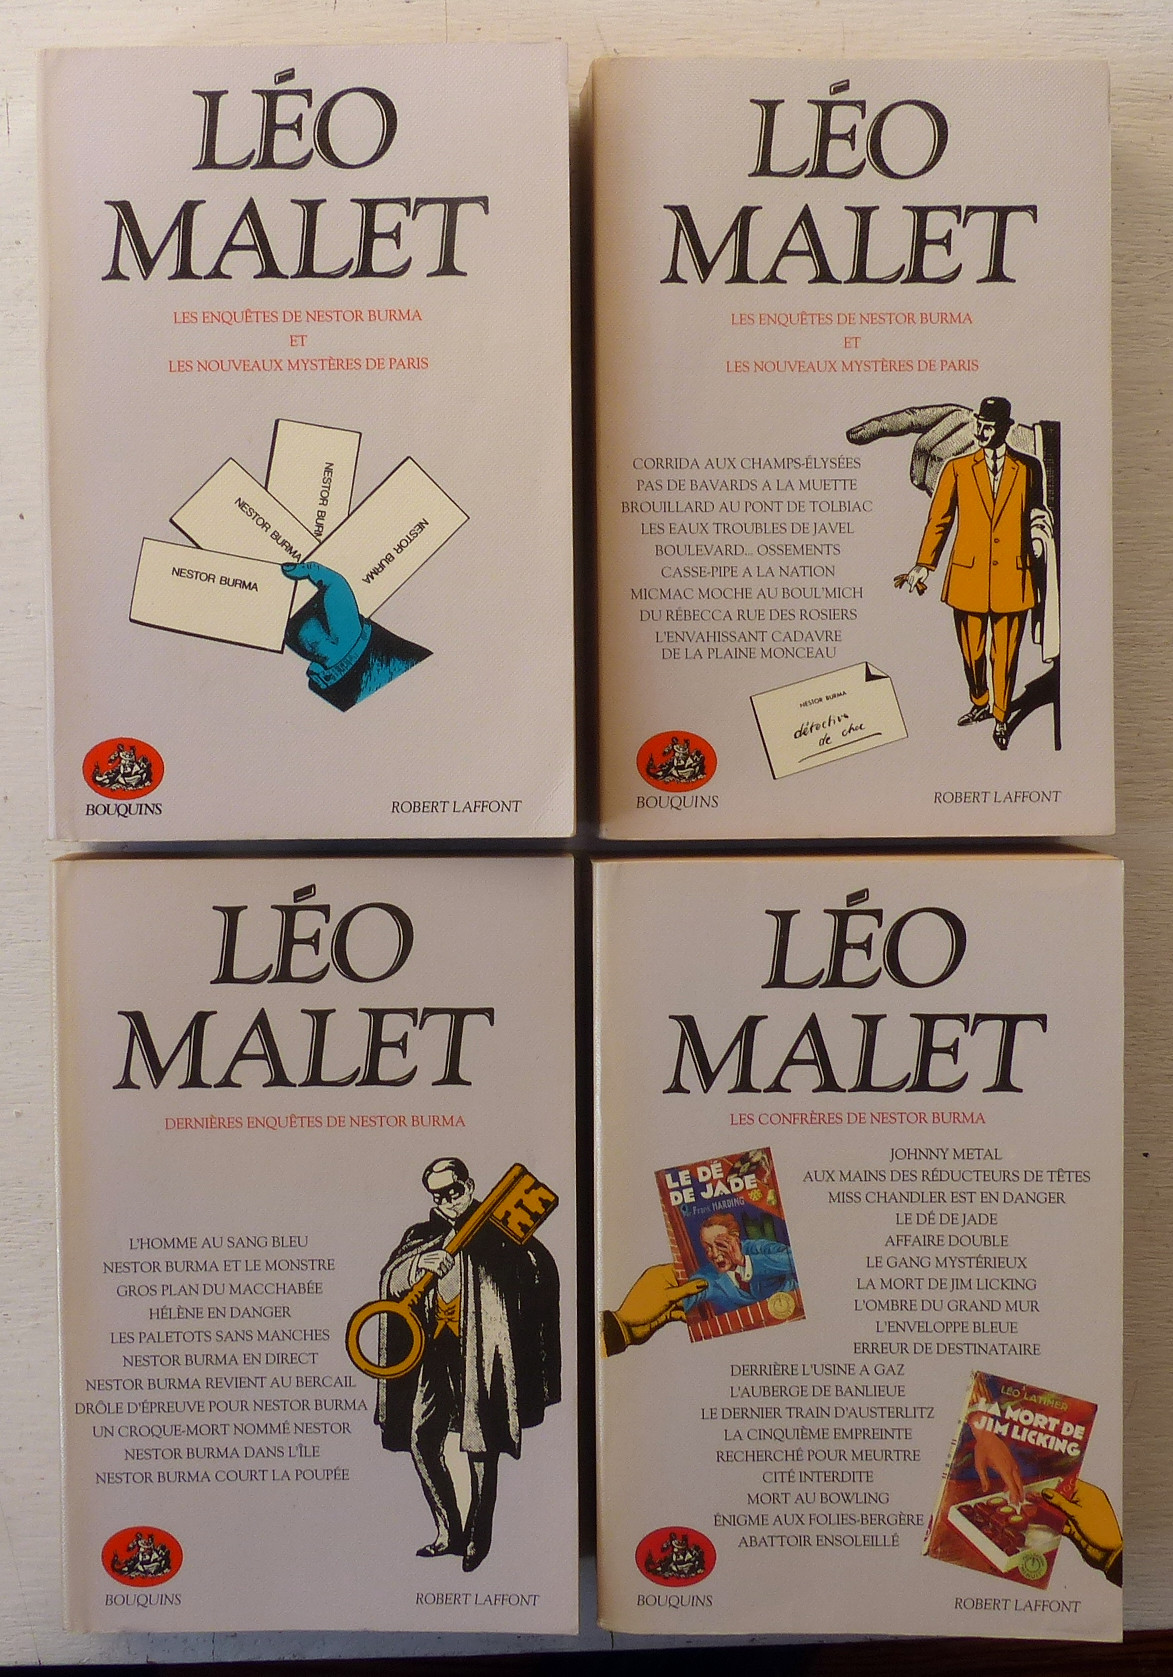 LÉO
MALET
LES ENQUÊTES DE NESTOR BURMA
ET
LES NOUVEAUX MYSTÈRES DE PARIS
NESTOR BURMA
NESTOR BURMA
NESTOR BURM
NESTOR BURMA
BOUQUINS
ROBERT LAFFONT
LÉO
MALET
LES ENQUÊTES DE NESTOR BURMA
ET
LES NOUVEAUX MYSTÈRES DE PARIS
CORRIDA AUX CHAMPS-ÉLYSÉES
PAS DE BAVARDS A LA MUETTE
BROUILLARD AU PONT DE TOLBIAC
LES EAUX TROUBLES DE JAVEL
BOULEVARD... OSSEMENTS
CASSE-PIPE A LA NATION
MICMAC MOCHE AU BOUL'MICH
DU RÉBECCA RUE DES ROSIERS
L'ENVAHISSANT CADAVRE
DE LA PLAINE MONCEAU
NESTOR BURMA
détective
de choc
BOUQUINS
ROBERT LAFFONT
LÉO
MALET
DERNIÈRES ENQUÊTES DE NESTOR BURMA
L'HOMME AU SANG BLEU
NESTOR BURMA ET LE MONSTRE
GROS PLAN DU MACCHABÉE
HÉLÈNE EN DANGER
LES PALETOTS SANS MANCHES
NESTOR BURMA EN DIRECT
NESTOR BURMA REVIENT AU BERCAIL
DRÔLE D'ÉPREUVE POUR NESTOR BURMA
UN CROQUE-MORT NOMMÉ NESTOR
NESTOR BURMA DANS L'ÎLE
NESTOR BURMA COURT LA POUPÉE
BOUQUINS
ROBERT LAFFONT
LÉO
MALET
LES CONFRÈRES DE NESTOR BURMA
JOHNNY METAL
AUX MAINS DES RÉDUCTEURS DE TÊTES
MISS CHANDLER EST EN DANGER
LE DÉ DE JADE
AFFAIRE DOUBLE
LE GANG MYSTÉRIEUX
LA MORT DE JIM LICKING
L'OMBRE DU GRAND MUR
L'ENVELOPPE BLEUE
ERREUR DE DESTINATAIRE
DERRIÈRE L'USINE A GAZ
L'AUBERGE DE BANLIEUE
LE DERNIER TRAIN D'AUSTERLITZ
LA CINQUIÈME EMPREINTE
RECHERCHÉ POUR MEURTRE
CITÉ INTERDITE
MORT AU BOWLING
ÉNIGME AUX FOLIES-BERGÈRE
ABATTOIR ENSOLEILLÉ
LE DÉ
DE JADE
Par Frank HARDING
LÉO LATIMER
LA MORT DE
JIM LICKING
BOUQUINS
ROBERT LAFFONT